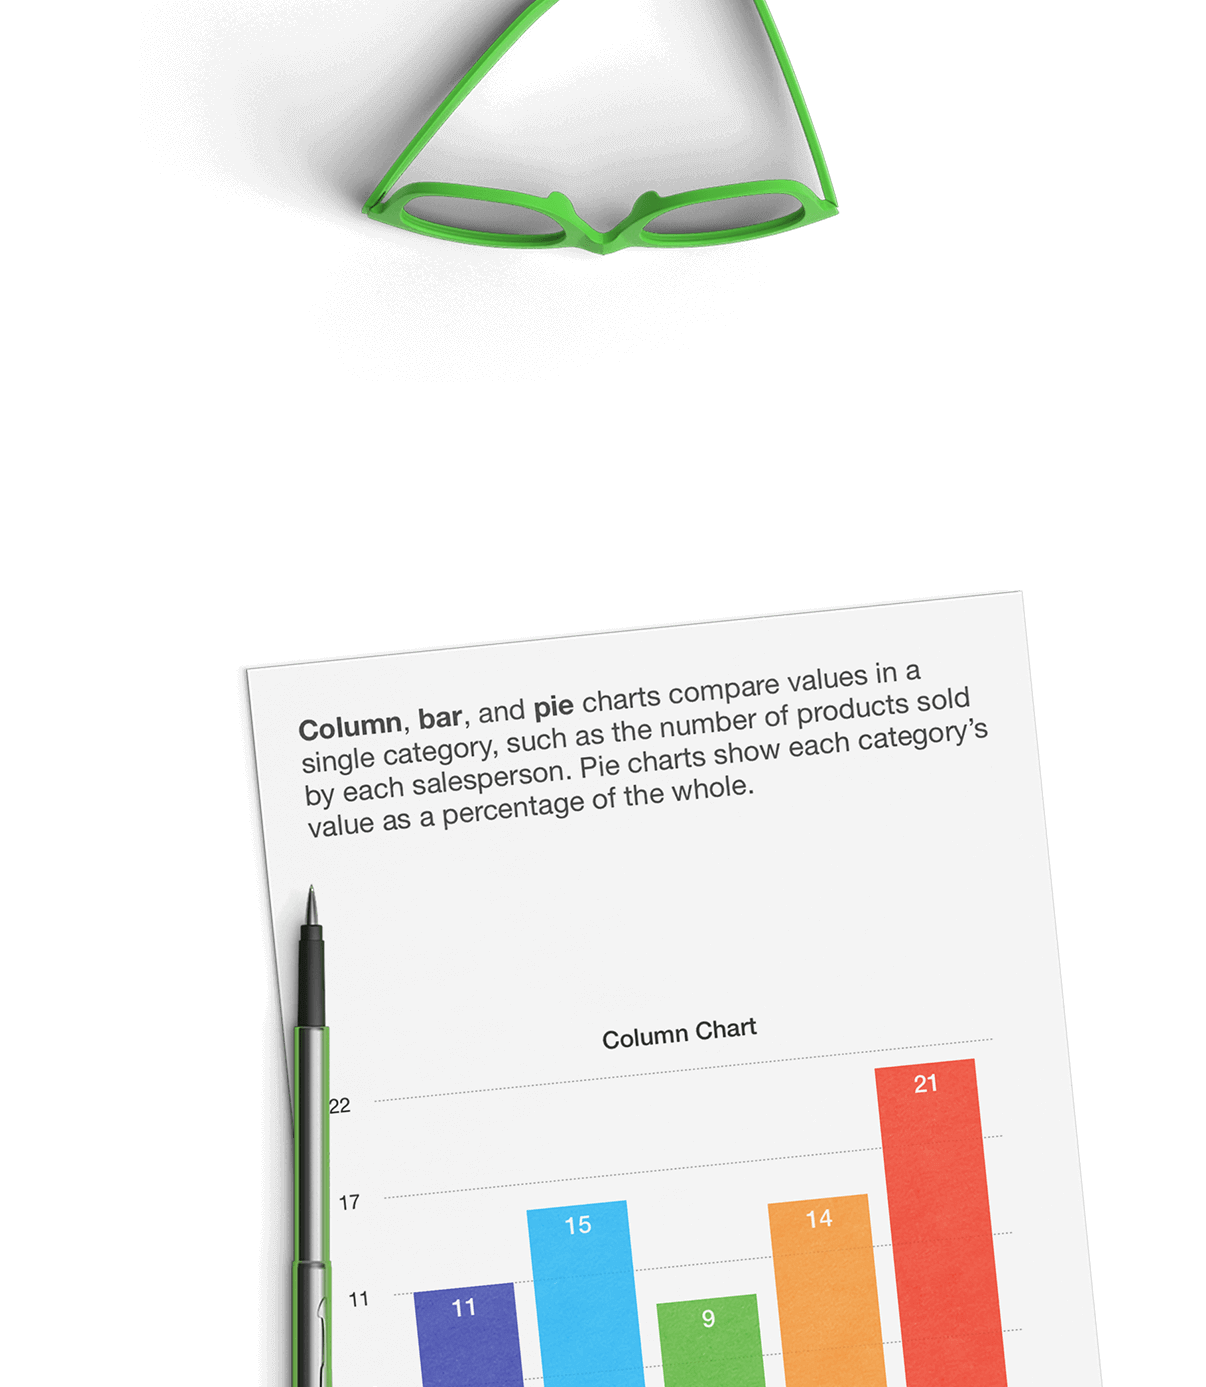 Column, bar, and pie charts compare values in a
single category, such as the number of products sold
by each salesperson. Pie charts show each category’s
value as a percentage of the whole.
Column Chart
22
17
11
11
15
9
14
21